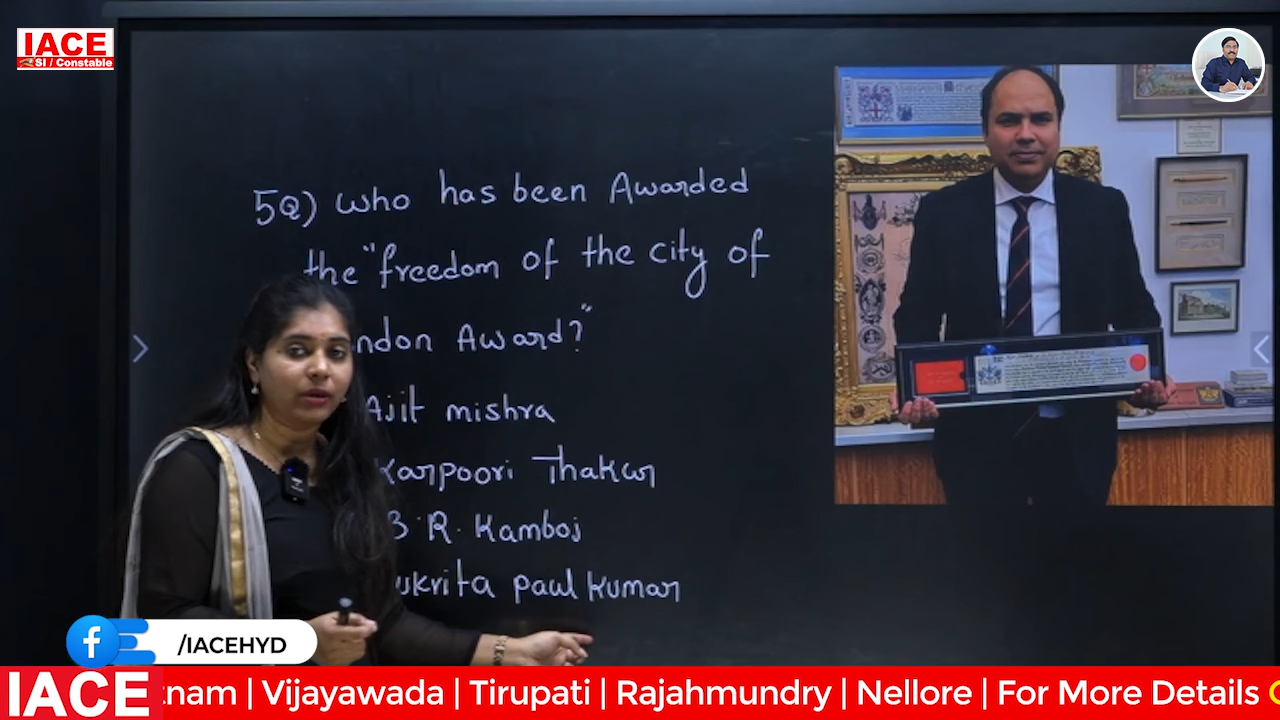 IACE
SI / Constable
5Q) Who has been Awarded
the "freedom of the city of
ndon Award?"
Ajit mishra
Karpoori Thakur
B.R. Kamboj
ukrita paul kumar
/IACEHYD
IACE
tnam | Vijayawada | Tirupati | Rajahmundry | Nellore | For More Details